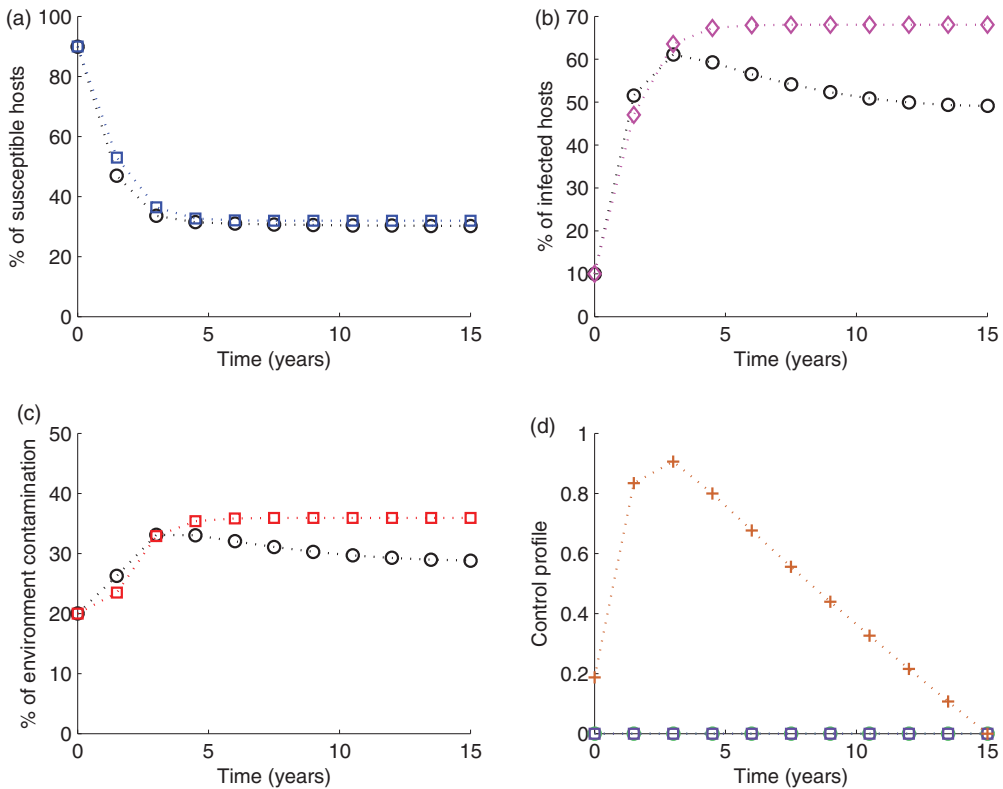 (a)
100
80
60
40
20
0
% of susceptible hosts
0 5 10 15
Time (years)
(b)
70
60
50
40
30
20
10
0
% of infected hosts
0 5 10 15
Time (years)
(c)
50
40
30
20
10
0
% of environment contamination
0 5 10 15
Time (years)
(d)
1
0.8
0.6
0.4
0.2
0
Control profile
0 5 10 15
Time (years)